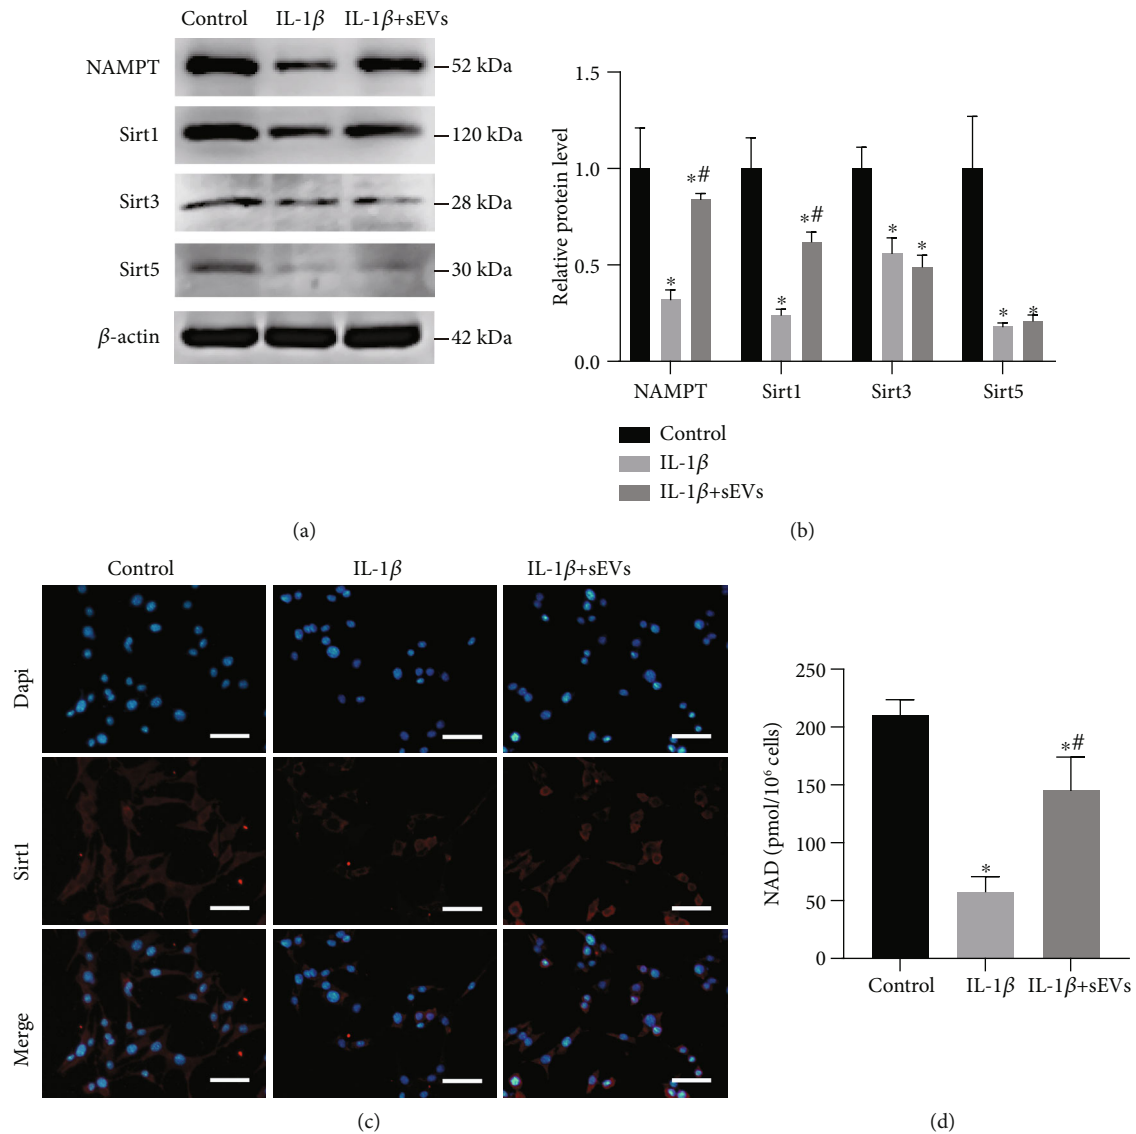 Control IL-1β IL-1β+sEVs
NAMPT 52 kDa
Sirt1 120 kDa
Sirt3 28 kDa
Sirt5 30 kDa
β-actin 42 kDa
(a)
Relative protein level
1.5
1.0
0.5
0.0
* *# * *# * * * *
NAMPT Sirt1 Sirt3 Sirt5
Control
IL-1β
IL-1β+sEVs
(b)
Control IL-1β IL-1β+sEVs
Dapi
Sirt1
Merge
(c)
NAD (pmol/10⁶ cells)
250
200
150
100
50
0
* *#
Control IL-1β IL-1β+sEVs
(d)